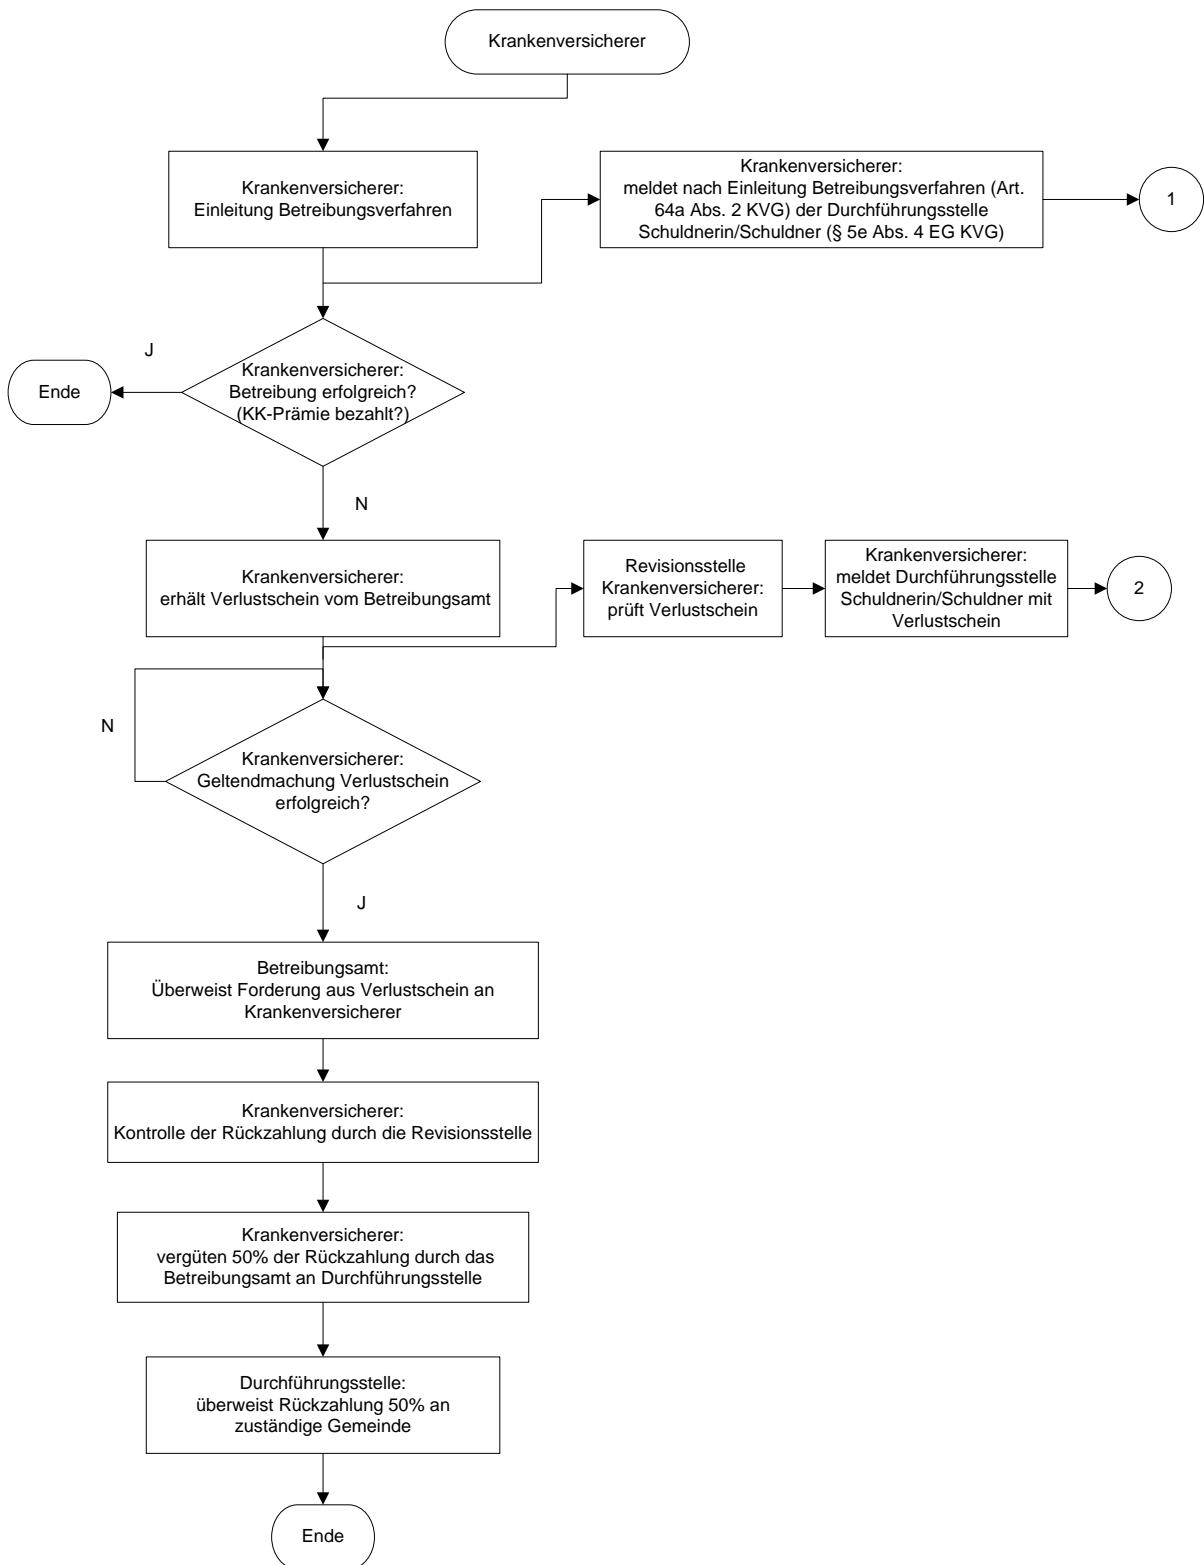 Krankenversicherer
Krankenversicherer:
Einleitung Betreibungsverfahren
Krankenversicherer:
meldet nach Einleitung Betreibungsverfahren (Art.
64a Abs. 2 KVG) der Durchführungsstelle
Schuldnerin/Schuldner (§ 5e Abs. 4 EG KVG)
1
J
Ende
Krankenversicherer:
Betreibung erfolgreich?
(KK-Prämie bezahlt?)
N
Krankenversicherer:
erhält Verlustschein vom Betreibungsamt
Revisionsstelle
Krankenversicherer:
prüft Verlustschein
Krankenversicherer:
meldet Durchführungsstelle
Schuldnerin/Schuldner mit
Verlustschein
2
N
Krankenversicherer:
Geltendmachung Verlustschein
erfolgreich?
J
Betreibungsamt:
Überweist Forderung aus Verlustschein an
Krankenversicherer
Krankenversicherer:
Kontrolle der Rückzahlung durch die Revisionsstelle
Krankenversicherer:
vergüten 50% der Rückzahlung durch das
Betreibungsamt an Durchführungsstelle
Durchführungsstelle:
überweist Rückzahlung 50% an
zuständige Gemeinde
Ende